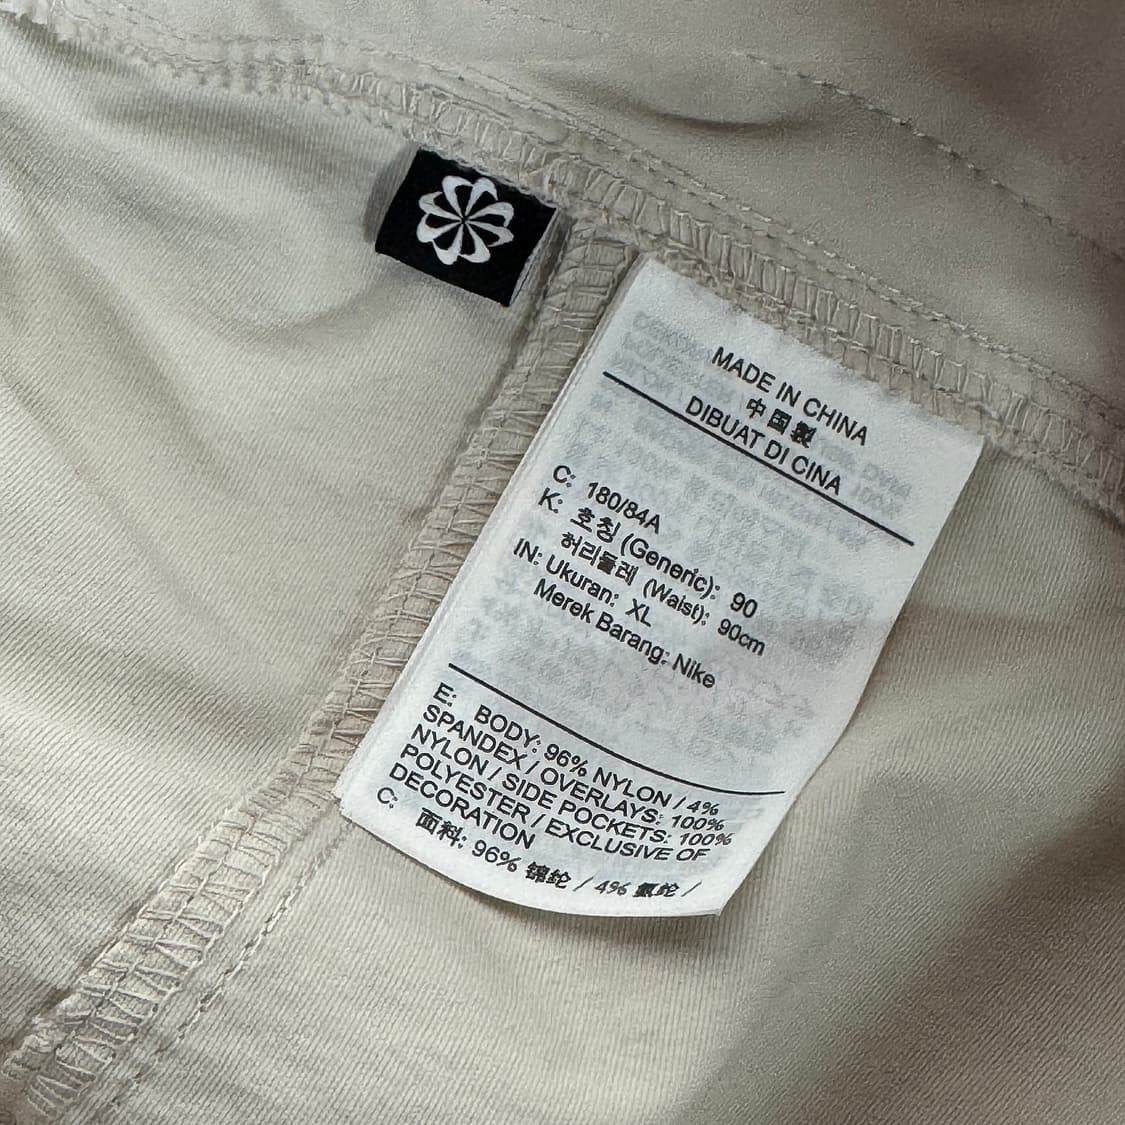 MADE IN CHINA
中国製
DIBUAT DI CINA
C: 180/84A
K: 호칭 (Generic): 90
허리둘레 (Waist): 90cm
IN: Ukuran: XL
Merek Barang: Nike
E: BODY: 96% NYLON / 4%
SPANDEX / OVERLAYS: 100%
NYLON / SIDE POCKETS: 100%
POLYESTER / EXCLUSIVE OF
DECORATION
C:
面料: 96% 锦纶 / 4% 氨纶 /